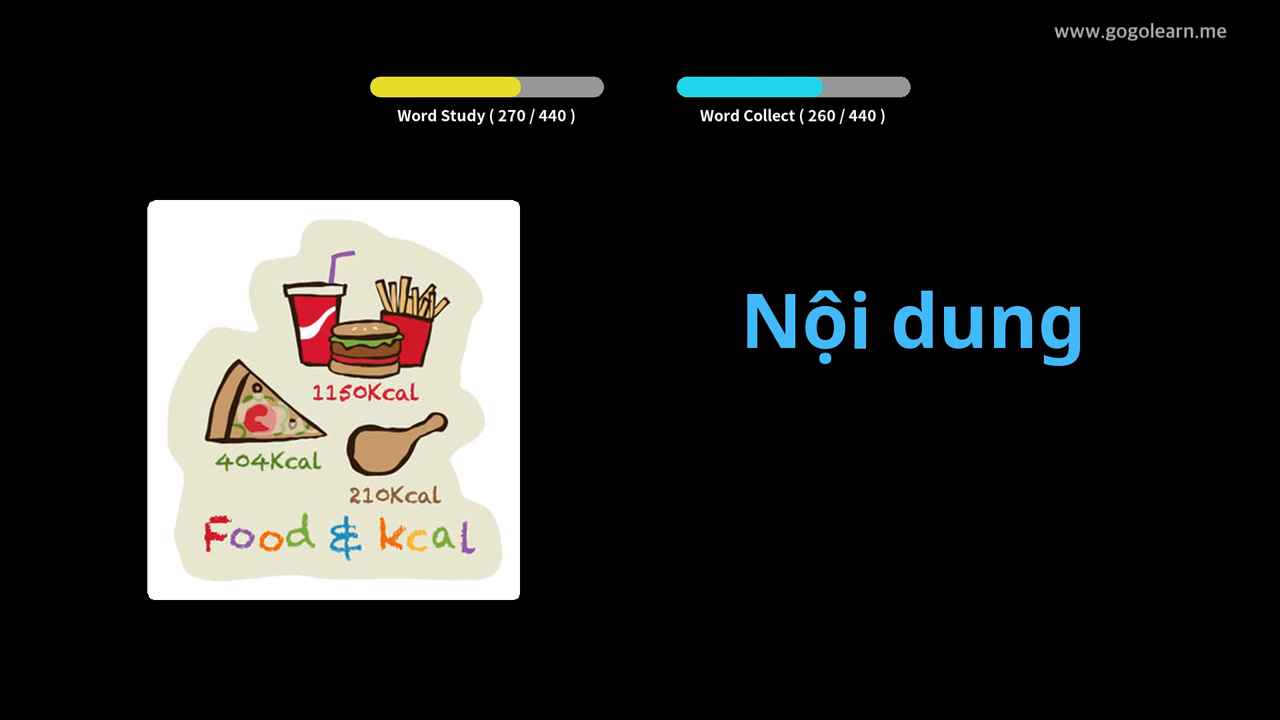 www.gogolearn.me
Word Study ( 270 / 440 )
Word Collect ( 260 / 440 )
1150Kcal
404Kcal
210Kcal
Food & kcal
Nội dung